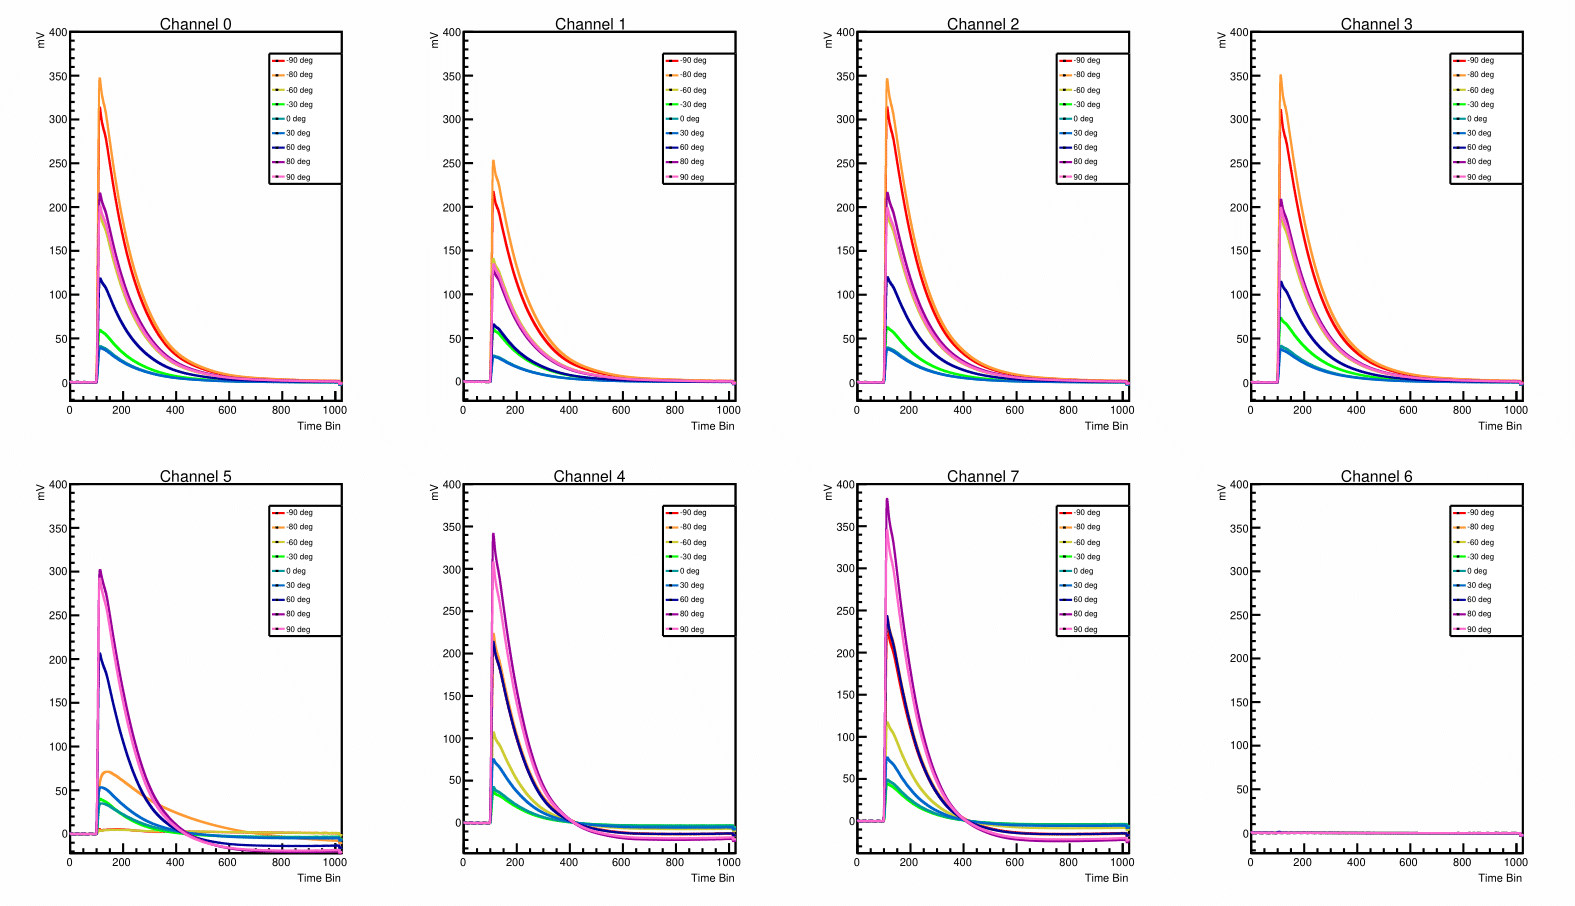 Channel 0
mV
400
350
300
250
200
150
100
50
0
0 200 400 600 800 1000
Time Bin
-90 deg
-80 deg
-60 deg
-30 deg
0 deg
30 deg
60 deg
80 deg
90 deg
Channel 1
mV
400
350
300
250
200
150
100
50
0
0 200 400 600 800 1000
Time Bin
-90 deg
-80 deg
-60 deg
-30 deg
0 deg
30 deg
60 deg
80 deg
90 deg
Channel 2
mV
400
350
300
250
200
150
100
50
0
0 200 400 600 800 1000
Time Bin
-90 deg
-80 deg
-60 deg
-30 deg
0 deg
30 deg
60 deg
80 deg
90 deg
Channel 3
mV
400
350
300
250
200
150
100
50
0
0 200 400 600 800 1000
Time Bin
-90 deg
-80 deg
-60 deg
-30 deg
0 deg
30 deg
60 deg
80 deg
90 deg
Channel 5
mV
400
350
300
250
200
150
100
50
0
0 200 400 600 800 1000
Time Bin
-90 deg
-80 deg
-60 deg
-30 deg
0 deg
30 deg
60 deg
80 deg
90 deg
Channel 4
mV
400
350
300
250
200
150
100
50
0
0 200 400 600 800 1000
Time Bin
-90 deg
-80 deg
-60 deg
-30 deg
0 deg
30 deg
60 deg
80 deg
90 deg
Channel 7
mV
400
350
300
250
200
150
100
50
0
0 200 400 600 800 1000
Time Bin
-90 deg
-80 deg
-60 deg
-30 deg
0 deg
30 deg
60 deg
80 deg
90 deg
Channel 6
mV
400
350
300
250
200
150
100
50
0
0 200 400 600 800 1000
Time Bin
-90 deg
-80 deg
-60 deg
-30 deg
0 deg
30 deg
60 deg
80 deg
90 deg